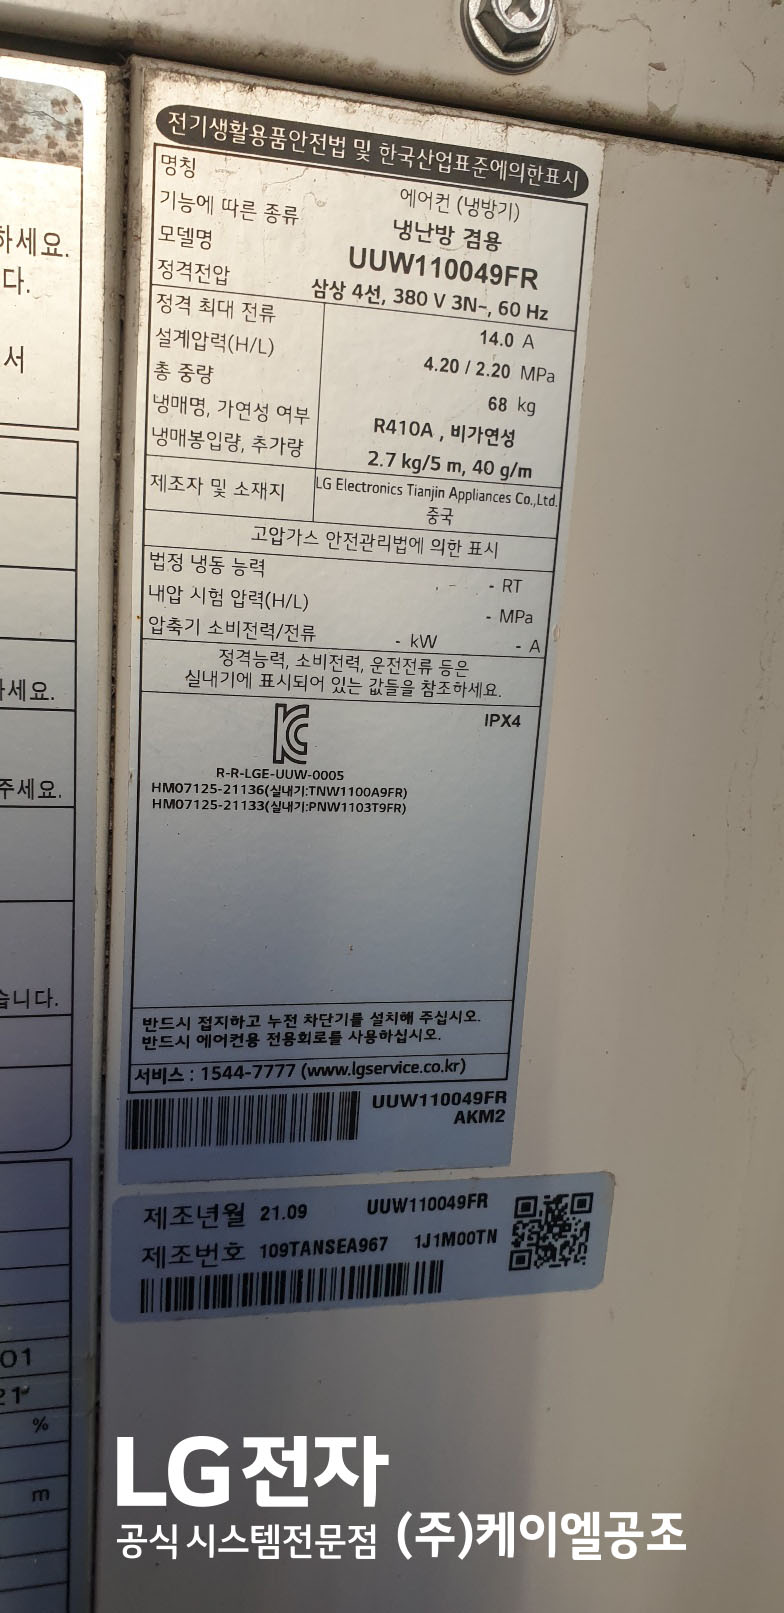 하세요.
다.
서
하세요.
주세요.
습니다.
01
21
%
m
전기생활용품안전법 및 한국산업표준에의한표시
명칭 에어컨 (냉방기)
기능에 따른 종류 냉난방 겸용
모델명 UUW110049FR
정격전압 삼상 4선, 380 V 3N~, 60 Hz
정격 최대 전류 14.0 A
설계압력(H/L) 4.20 / 2.20 MPa
총 중량 68 kg
냉매명, 가연성 여부 R410A , 비가연성
냉매봉입량, 추가량 2.7 kg/5 m, 40 g/m
제조자 및 소재지 LG Electronics Tianjin Appliances Co.,Ltd.
중국
고압가스 안전관리법에 의한 표시
법정 냉동 능력 - RT
내압 시험 압력(H/L) - MPa
압축기 소비전력/전류 - kW - A
정격능력, 소비전력, 운전전류 등은
실내기에 표시되어 있는 값들을 참조하세요.
IPX4
R-R-LGE-UUW-0005
HM07125-21136(실내기:TNW1100A9FR)
HM07125-21133(실내기:PNW1103T9FR)
반드시 접지하고 누전 차단기를 설치해 주십시오.
반드시 에어컨용 전용회로를 사용하십시오.
서비스 : 1544-7777 (www.lgservice.co.kr)
UUW110049FR
AKM2
제조년월 21.09 UUW110049FR
제조번호 109TANSEA967 1J1M00TN
LG전자
공식 시스템전문점 (주)케이엘공조